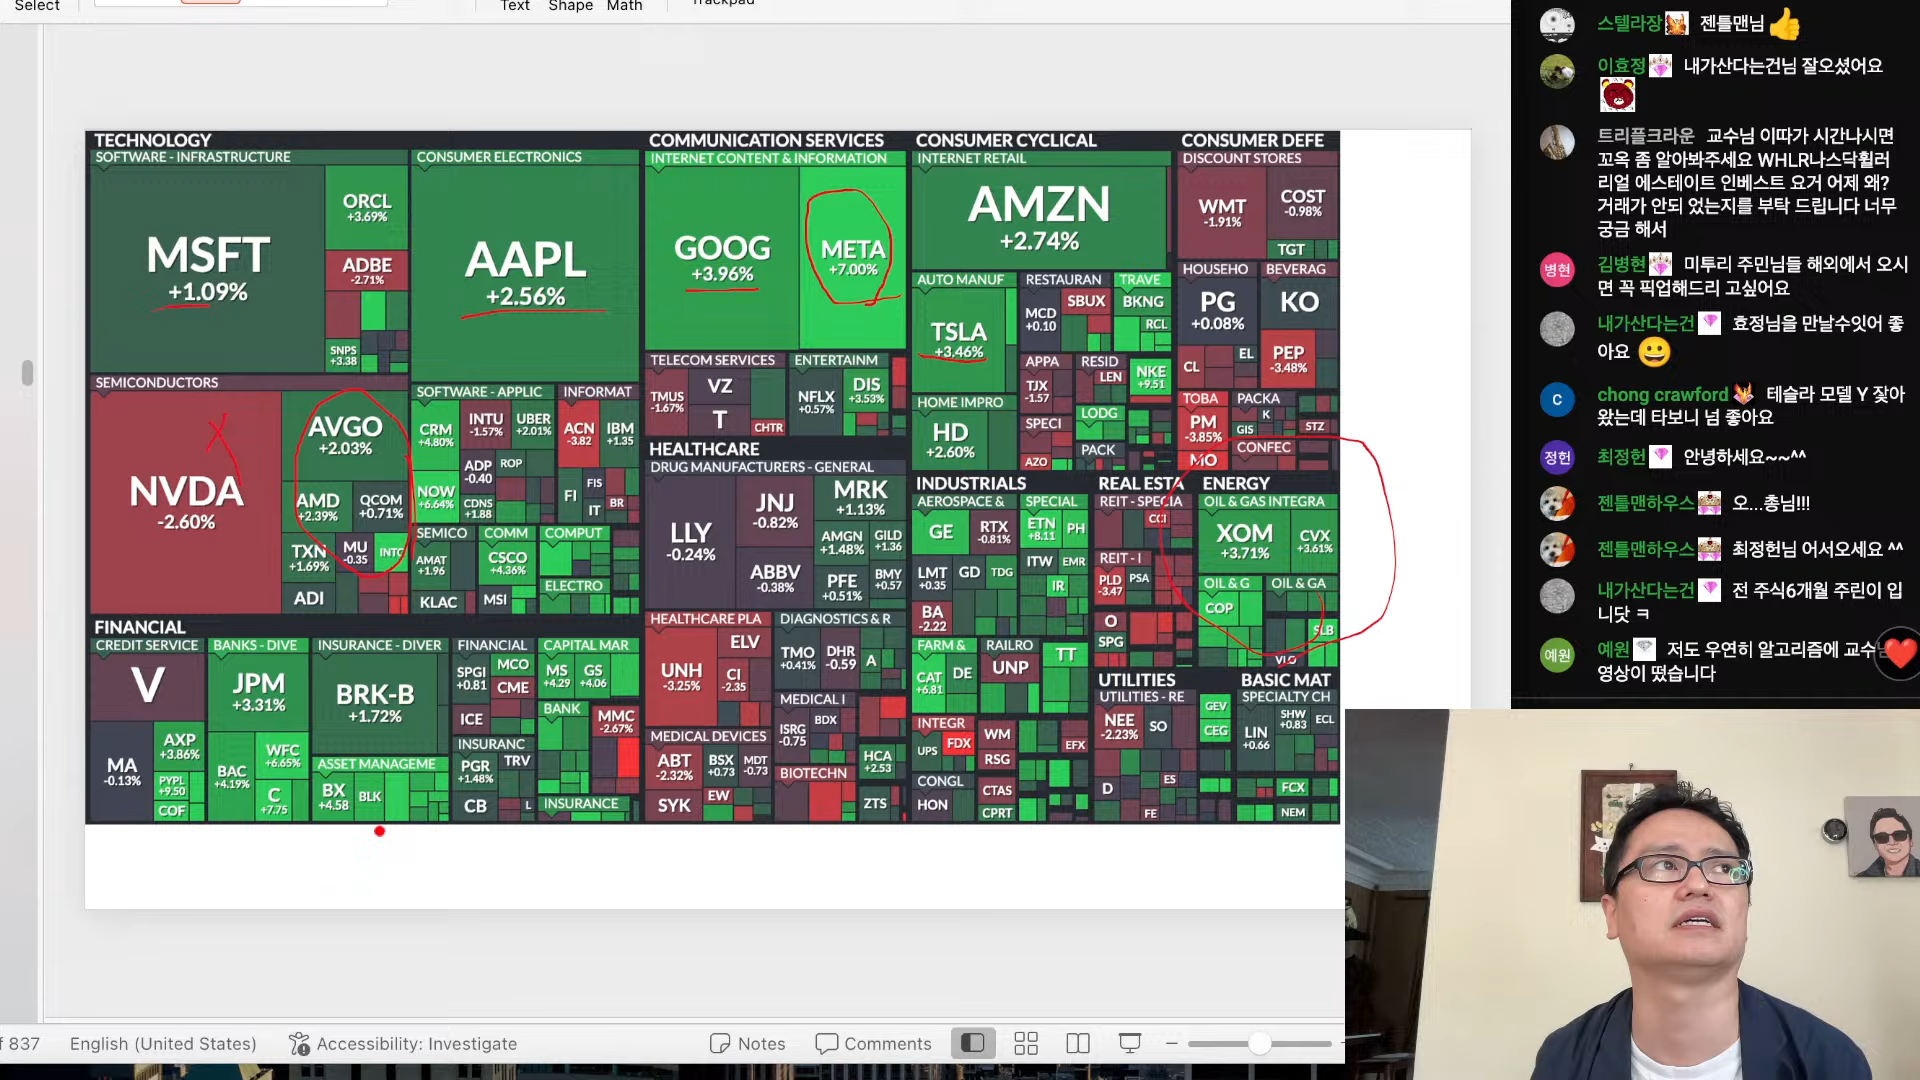 Select
Text Shape Math Trackpad
TECHNOLOGY
SOFTWARE - INFRASTRUCTURE
MSFT
+1.09%
ORCL
+3.69%
ADBE
-2.71%
SNPS
+3.38
CONSUMER ELECTRONICS
AAPL
+2.56%
SEMICONDUCTORS
NVDA
-2.60%
AVGO
+2.03%
AMD
+2.39%
QCOM
+0.71%
TXN
+1.69%
MU
-0.35
INTC
ADI
SOFTWARE - APPLIC
CRM
+4.80%
INTU
-1.57%
UBER
+2.01%
NOW
+6.64%
ADP
-0.40
ROP
CDNS
+1.88
INFORMAT
ACN
-3.82
IBM
+1.35
FI
FIS
IT
BR
SEMICO
AMAT
+1.96
KLAC
COMM
CSCO
+4.36%
MSI
COMPUT
ELECTRO
COMMUNICATION SERVICES
INTERNET CONTENT & INFORMATION
GOOG
+3.96%
META
+7.00%
TELECOM SERVICES
TMUS
-1.67%
VZ
T
CHTR
ENTERTAINM
NFLX
+0.57%
DIS
+3.53%
CONSUMER CYCLICAL
INTERNET RETAIL
AMZN
+2.74%
AUTO MANUF
TSLA
+3.46%
RESTAURAN
MCD
+0.10
SBUX
TRAVE
BKNG
RCL
APPA
TJX
-1.57
RESID
LEN
NKE
+9.51
HOME IMPRO
HD
+2.60%
SPECI
AZO
LODG
PACK
CONSUMER DEFE
DISCOUNT STORES
WMT
-1.91%
COST
-0.98%
TGT
HOUSEHO
PG
+0.08%
BEVERAG
KO
CL
EL
PEP
-3.48%
TOBA
PM
-3.85%
MO
PACKA
K
GIS
STZ
CONFEC
HEALTHCARE
DRUG MANUFACTURERS - GENERAL
LLY
-0.24%
JNJ
-0.82%
ABBV
-0.38%
MRK
+1.13%
AMGN
+1.48%
GILD
+1.36
PFE
+0.51%
BMY
+0.57
HEALTHCARE PLA
UNH
-3.25%
ELV
CI
-2.35
DIAGNOSTICS & R
TMO
+0.41%
DHR
-0.59
A
MEDICAL I
ISRG
-0.75
BDX
MEDICAL DEVICES
ABT
-2.32%
BSX
+0.73
MDT
-0.73
SYK
EW
BIOTECHN
HCA
+2.53
ZTS
INDUSTRIALS
AEROSPACE &
GE
RTX
-0.81%
LMT
+0.35
GD
TDG
BA
-2.22
SPECIAL
ETN
+8.11
PH
ITW
EMR
IR
FARM &
CAT
+6.81
DE
RAILRO
UNP
TT
INTEGR
UPS
FDX
WM
RSG
EFX
CONGL
HON
CTAS
CPRT
REAL ESTA
REIT - SPECIA
CCI
REIT - I
PLD
-3.47
PSA
O
SPG
ENERGY
OIL & GAS INTEGRA
XOM
+3.71%
CVX
+3.61%
OIL & G
COP
OIL & GA
SLB
VLO
UTILITIES
UTILITIES - RE
NEE
-2.23%
SO
D
ES
FE
GEV
CEG
BASIC MAT
SPECIALTY CH
LIN
+0.66
SHW
+0.83
ECL
FCX
NEM
FINANCIAL
CREDIT SERVICE
V
MA
-0.13%
AXP
+3.86%
PYPL
+9.50
COF
BANKS - DIVE
JPM
+3.31%
BAC
+4.19%
WFC
+6.65%
C
+7.75
INSURANCE - DIVER
BRK-B
+1.72%
ASSET MANAGEME
BX
+4.58
BLK
FINANCIAL
SPGI
+0.81
MCO
CME
ICE
CAPITAL MAR
MS
+4.29
GS
+4.06
BANK
MMC
-2.67%
INSURANC
PGR
+1.48%
TRV
CB
L
INSURANCE
스텔라장 젠틀맨님
이효정 내가산다는건님 잘오셨어요
트리플크라운 교수님 이따가 시간나시면
꼬옥 좀 알아봐주세요 WHLR나스닥휠러
리얼 에스테이트 인베스트 요거 어제 왜?
거래가 안되 었는지를 부탁 드립니다 너무
궁금 해서
병현
김병현 미투리 주민님들 해외에서 오시
면 꼭 픽업해드리 고싶어요
내가산다는건 효정님을 만날수잇어 좋
아요
C
chong crawford 테슬라 모델 Y 잧아
왔는데 타보니 넘 좋아요
정헌
최정헌 안녕하세요~~^^
젠틀맨하우스 오...총님!!!
젠틀맨하우스 최정헌님 어서오세요 ^^
내가산다는건 전 주식6개월 주린이 입
니닷 ㅋ
예원
예원 저도 우연히 알고리즘에 교수
영상이 떴습니다
f 837 English (United States) Accessibility: Investigate Notes Comments